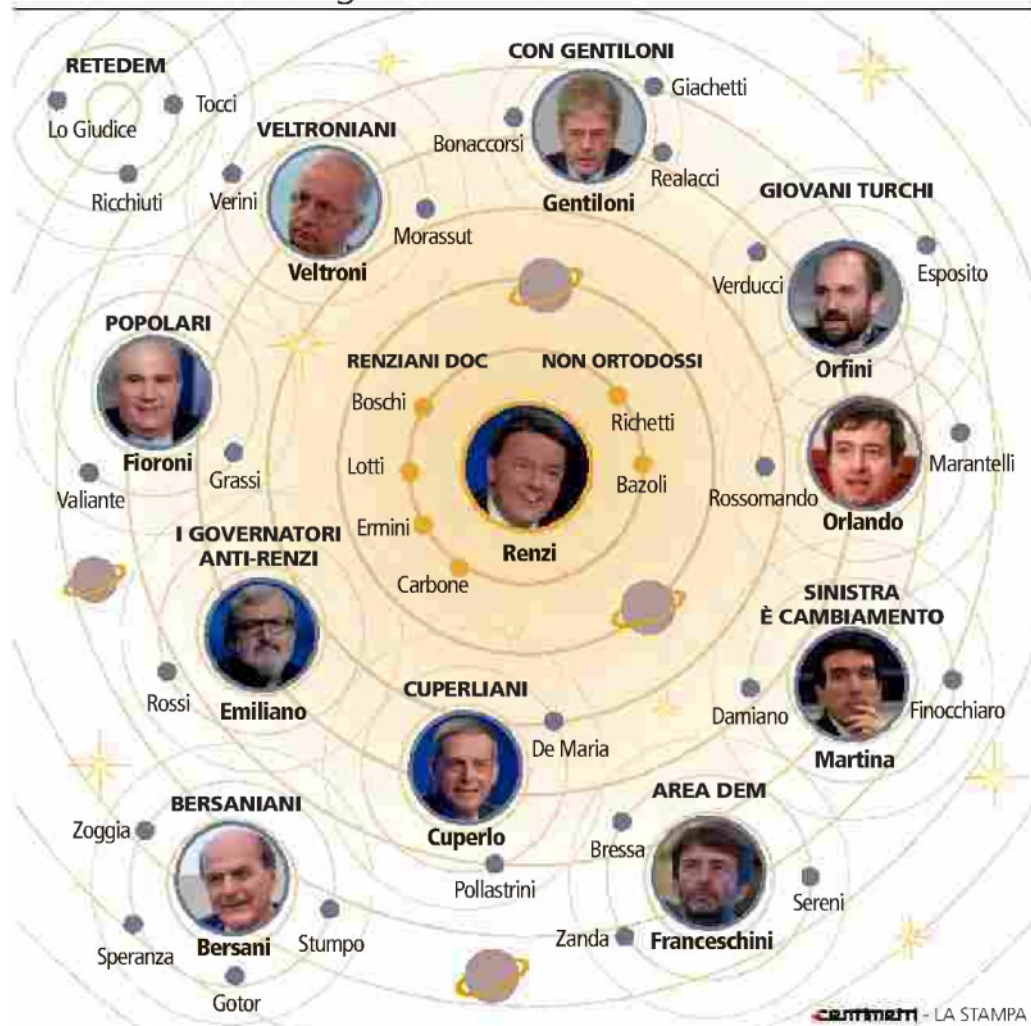 RETEDEM
Lo Giudice
Tocci
Ricchiuti
VELTRONIANI
Verini
Morassut
Veltroni
CON GENTILONI
Giachetti
Bonaccorsi
Realacci
Gentiloni
GIOVANI TURCHI
Verducci
Esposito
Orfini
POPOLARI
Fioroni
Valiante
Grassi
RENZIANI DOC
Boschi
Lotti
Ermini
Carbone
NON ORTODOSSI
Richetti
Bazoli
Renzi
Rossomando
Marantelli
Orlando
I GOVERNATORI
ANTI-RENZI
Rossi
Emiliano
SINISTRA
È CAMBIAMENTO
Damiano
Finocchiaro
Martina
CUPERLIANI
De Maria
Cuperlo
Pollastrini
BERSANIANI
Zoggia
Speranza
Bersani
Stumpo
Gotor
AREA DEM
Bressa
Sereni
Zanda
Franceschini
centimetri - LA STAMPA